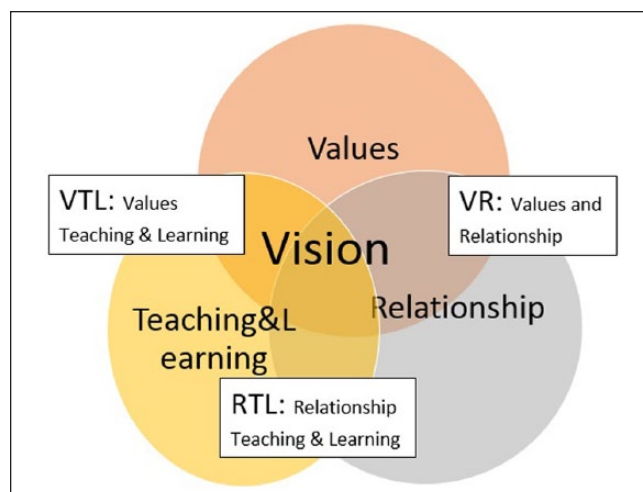 Values
VTL: Values
Teaching & Learning
VR: Values and
Relationship
Vision
Relationship
Teaching&L
earning
RTL: Relationship
Teaching & Learning